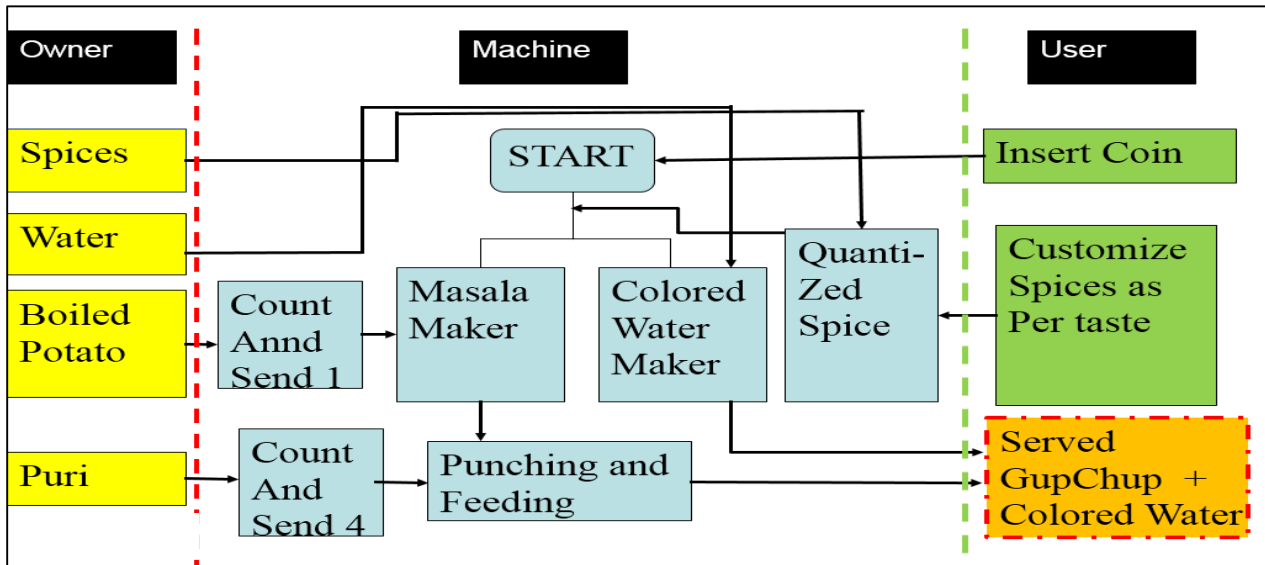 Owner
Machine
User
Spices
START
Insert Coin
Water
Boiled
Potato
Count
Annd
Send 1
Masala
Maker
Colored
Water
Maker
Quanti-
Zed
Spice
Customize
Spices as
Per taste
Puri
Count
And
Send 4
Punching and
Feeding
Served
GupChup +
Colored Water